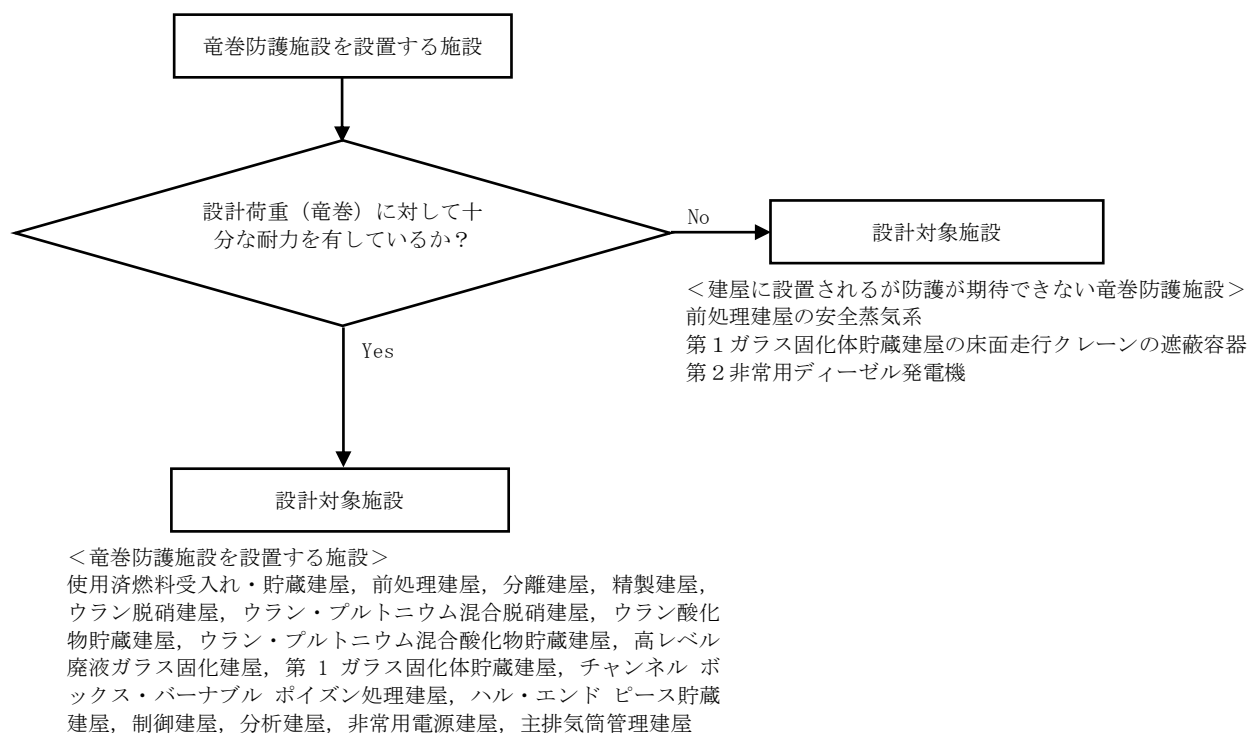 竜巻防護施設を設置する施設
設計荷重（竜巻）に対して十
分な耐力を有しているか？
No
設計対象施設
＜建屋に設置されるが防護が期待できない竜巻防護施設＞
前処理建屋の安全蒸気系
第１ガラス固化体貯蔵建屋の床面走行クレーンの遮蔽容器
第２非常用ディーゼル発電機
Yes
設計対象施設
＜竜巻防護施設を設置する施設＞
使用済燃料受入れ・貯蔵建屋，前処理建屋，分離建屋，精製建屋，
ウラン脱硝建屋，ウラン・プルトニウム混合脱硝建屋，ウラン酸化
物貯蔵建屋，ウラン・プルトニウム混合酸化物貯蔵建屋，高レベル
廃液ガラス固化建屋，第 1 ガラス固化体貯蔵建屋，チャンネル ボ
ックス・バーナブル ポイズン処理建屋，ハル・エンド ピース貯蔵
建屋，制御建屋，分析建屋，非常用電源建屋，主排気筒管理建屋